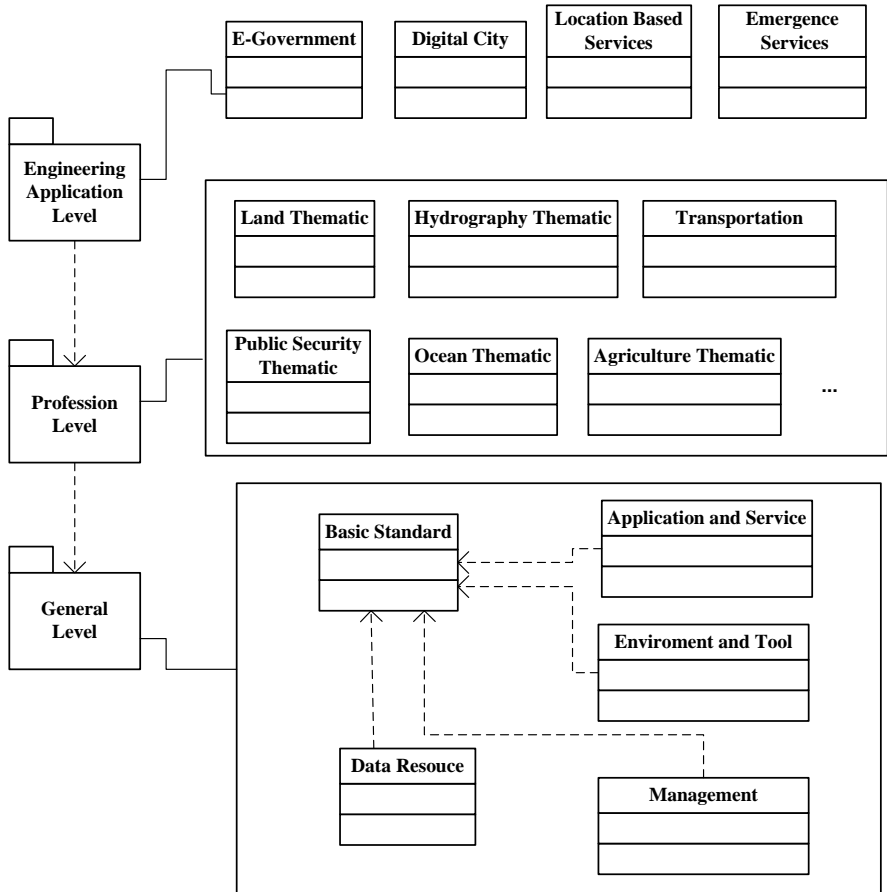 E-Government
Digital City
Location Based
Services
Emergence
Services
Engineering
Application
Level
Land Thematic
Hydrography Thematic
Transportation
Public Security
Thematic
Ocean Thematic
Agriculture Thematic
...
Profession
Level
Basic Standard
Application and Service
General
Level
Enviroment and Tool
Data Resouce
Management